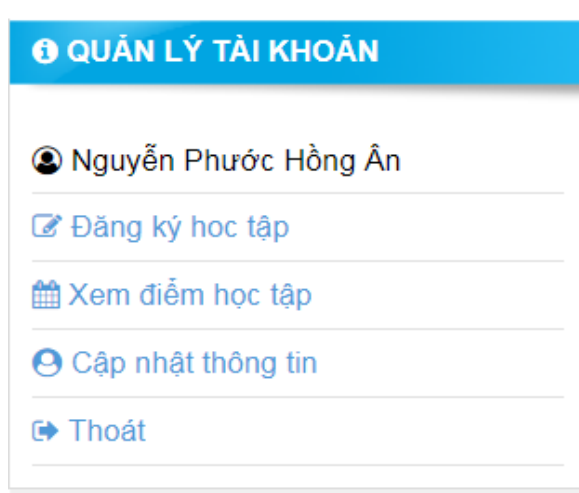 QUẢN LÝ TÀI KHOẢN
Nguyễn Phước Hồng Ân
Đăng ký hoc tập
Xem điểm học tập
Cập nhật thông tin
Thoát